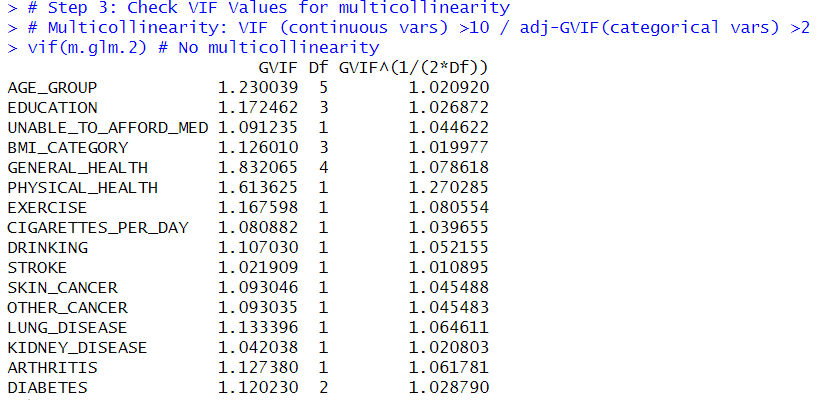 > # Step 3: Check VIF Values for multicollinearity
> # Multicollinearity: VIF (continuous vars) >10 / adj-GVIF(categorical vars) >2
> vif(m.glm.2) # No multicollinearity
GVIF Df GVIF^(1/(2*Df))
AGE_GROUP 1.230039 5 1.020920
EDUCATION 1.172462 3 1.026872
UNABLE_TO_AFFORD_MED 1.091235 1 1.044622
BMI_CATEGORY 1.126010 3 1.019977
GENERAL_HEALTH 1.832065 4 1.078618
PHYSICAL_HEALTH 1.613625 1 1.270285
EXERCISE 1.167598 1 1.080554
CIGARETTES_PER_DAY 1.080882 1 1.039655
DRINKING 1.107030 1 1.052155
STROKE 1.021909 1 1.010895
SKIN_CANCER 1.093046 1 1.045488
OTHER_CANCER 1.093035 1 1.045483
LUNG_DISEASE 1.133396 1 1.064611
KIDNEY_DISEASE 1.042038 1 1.020803
ARTHRITIS 1.127380 1 1.061781
DIABETES 1.120230 2 1.028790